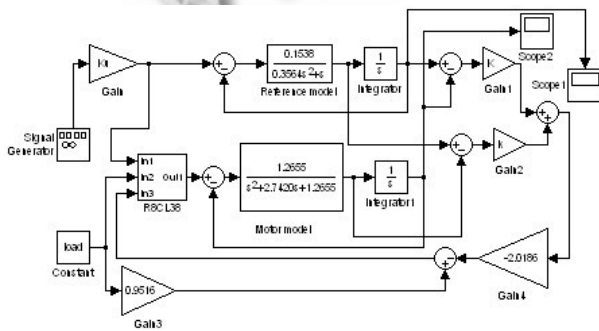 Signal
Generator
Ku
Gain
0.1538
0.3564s²+s
Reference model
1
s
Integrator
K
Gain1
Scope2
Scope1
k
Gain2
In1
In2
In3
Out1
RBCL38
1.2655
s²+2.7420s+1.2655
Motor model
1
s
Integrator1
load
Constant
0.9516
Gain3
-2.0186
Gain4